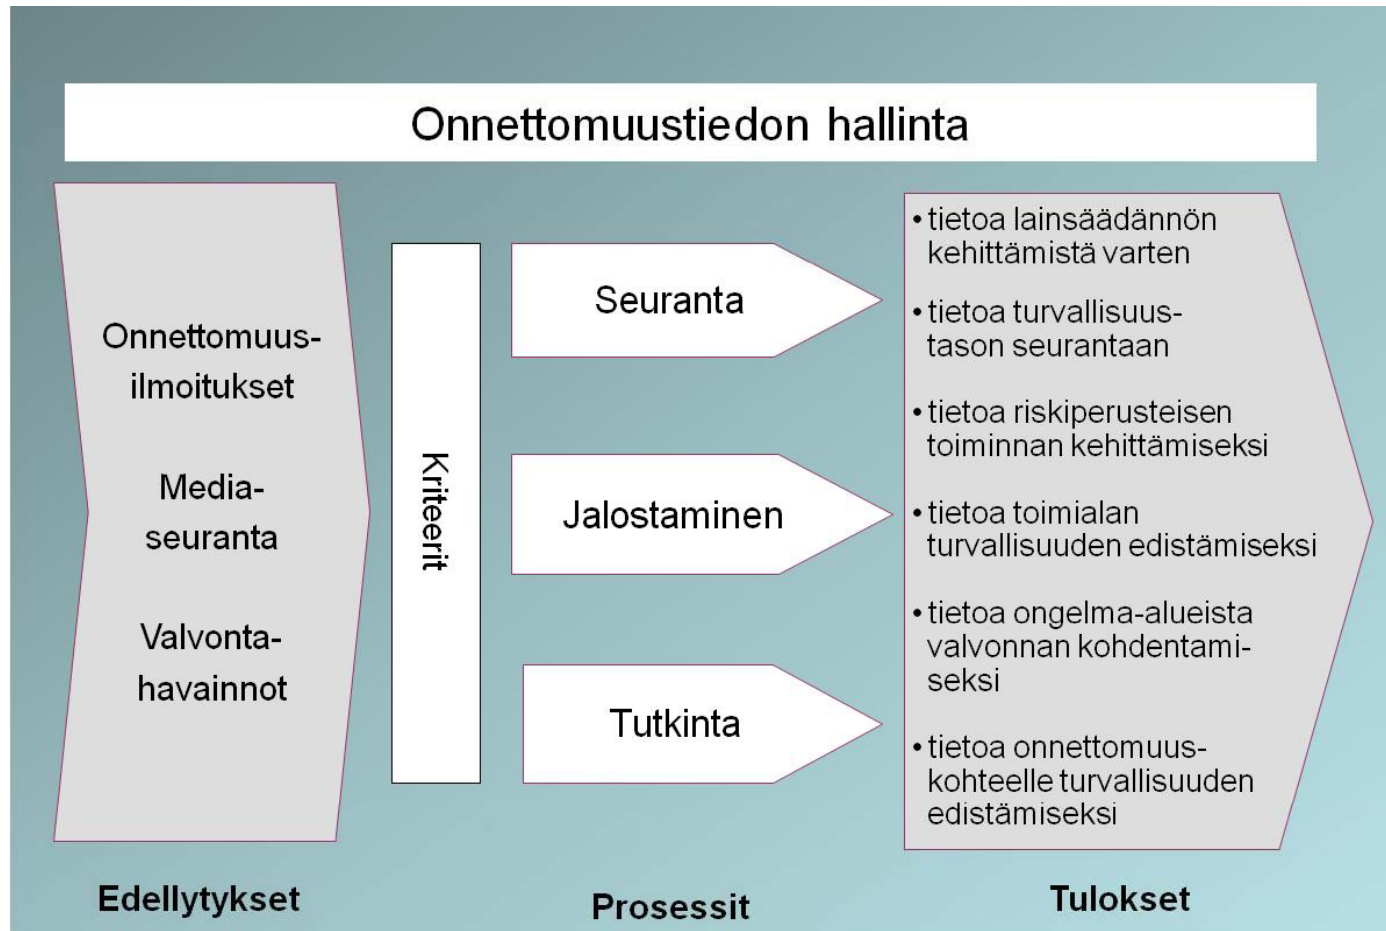 Onnettomuustiedon hallinta
Onnettomuus-
ilmoitukset
Media-
seuranta
Valvonta-
havainnot
Kriteerit
Seuranta
Jalostaminen
Tutkinta
• tietoa lainsäädännön
kehittämistä varten
• tietoa turvallisuus-
tason seurantaan
• tietoa riskiperusteisen
toiminnan kehittämiseksi
• tietoa toimialan
turvallisuuden edistämiseksi
• tietoa ongelma-alueista
valvonnan kohdentami-
seksi
• tietoa onnettomuus-
kohteelle turvallisuuden
edistämiseksi
Edellytykset
Prosessit
Tulokset